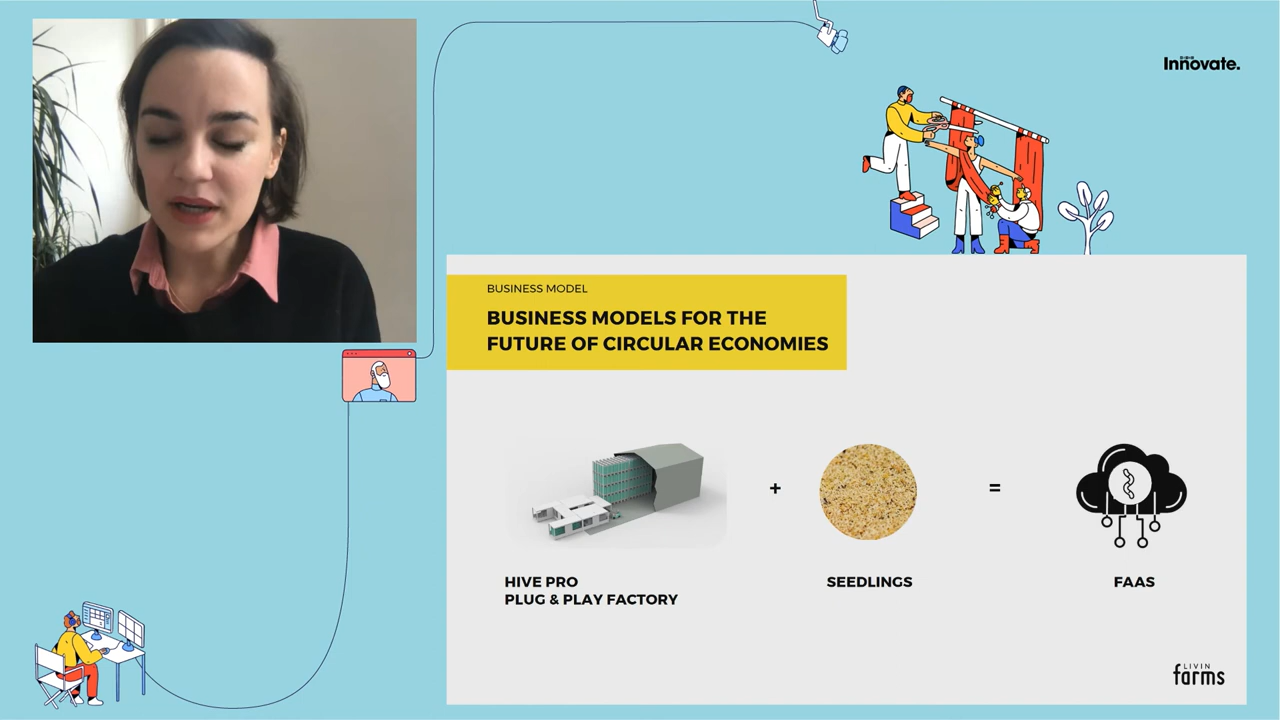 Innovate.
BUSINESS MODEL
BUSINESS MODELS FOR THE
FUTURE OF CIRCULAR ECONOMIES
+
=
HIVE PRO
PLUG & PLAY FACTORY
SEEDLINGS
FAAS
LIVIN
farms